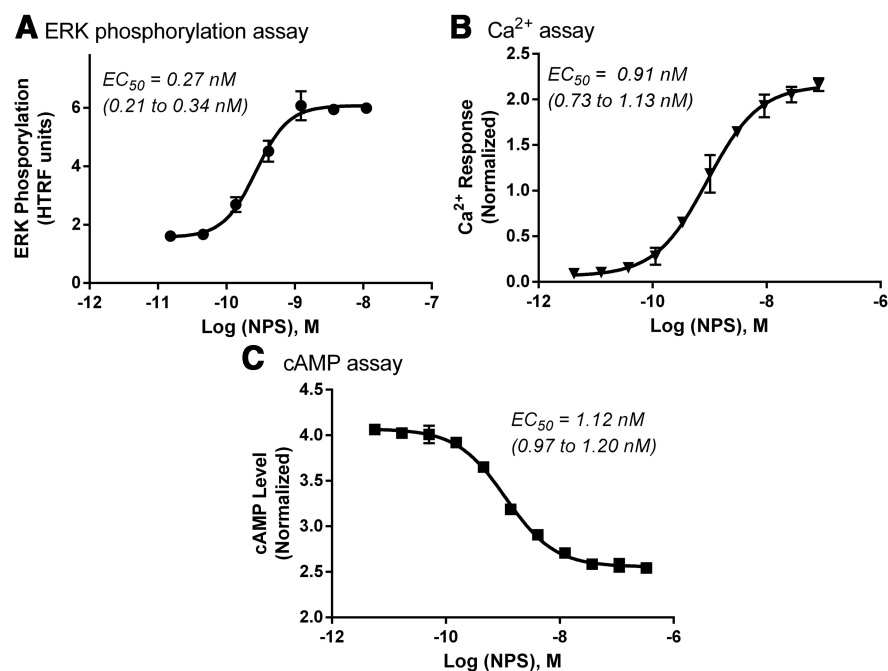 A ERK phosphorylation assay
EC50 = 0.27 nM
(0.21 to 0.34 nM)
ERK Phosporylation
(HTRF units)
6
4
2
0
-12 -11 -10 -9 -8 -7
Log (NPS), M
B Ca2+ assay
EC50 = 0.91 nM
(0.73 to 1.13 nM)
Ca2+ Response
(Normalized)
2.5
2.0
1.5
1.0
0.5
0.0
-12 -10 -8 -6
Log (NPS), M
C cAMP assay
EC50 = 1.12 nM
(0.97 to 1.20 nM)
cAMP Level
(Normalized)
4.5
4.0
3.5
3.0
2.5
2.0
-12 -10 -8 -6
Log (NPS), M